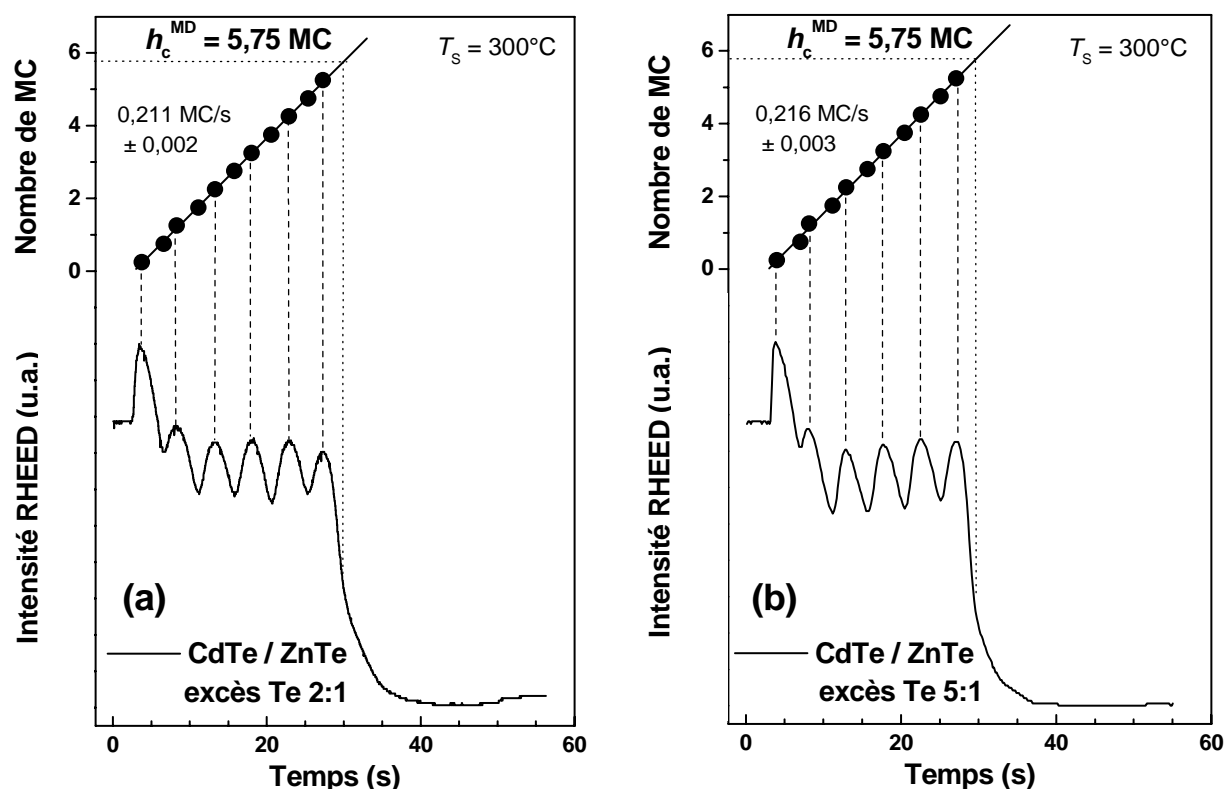 h_c^MD = 5,75 MC
T_S = 300°C
6
4
2
0
Nombre de MC
0,211 MC/s
± 0,002
Intensité RHEED (u.a.)
(a)
CdTe / ZnTe
excès Te 2:1
0
20
40
60
Temps (s)
h_c^MD = 5,75 MC
T_S = 300°C
6
4
2
0
Nombre de MC
0,216 MC/s
± 0,003
Intensité RHEED (u.a.)
(b)
CdTe / ZnTe
excès Te 5:1
0
20
40
60
Temps (s)